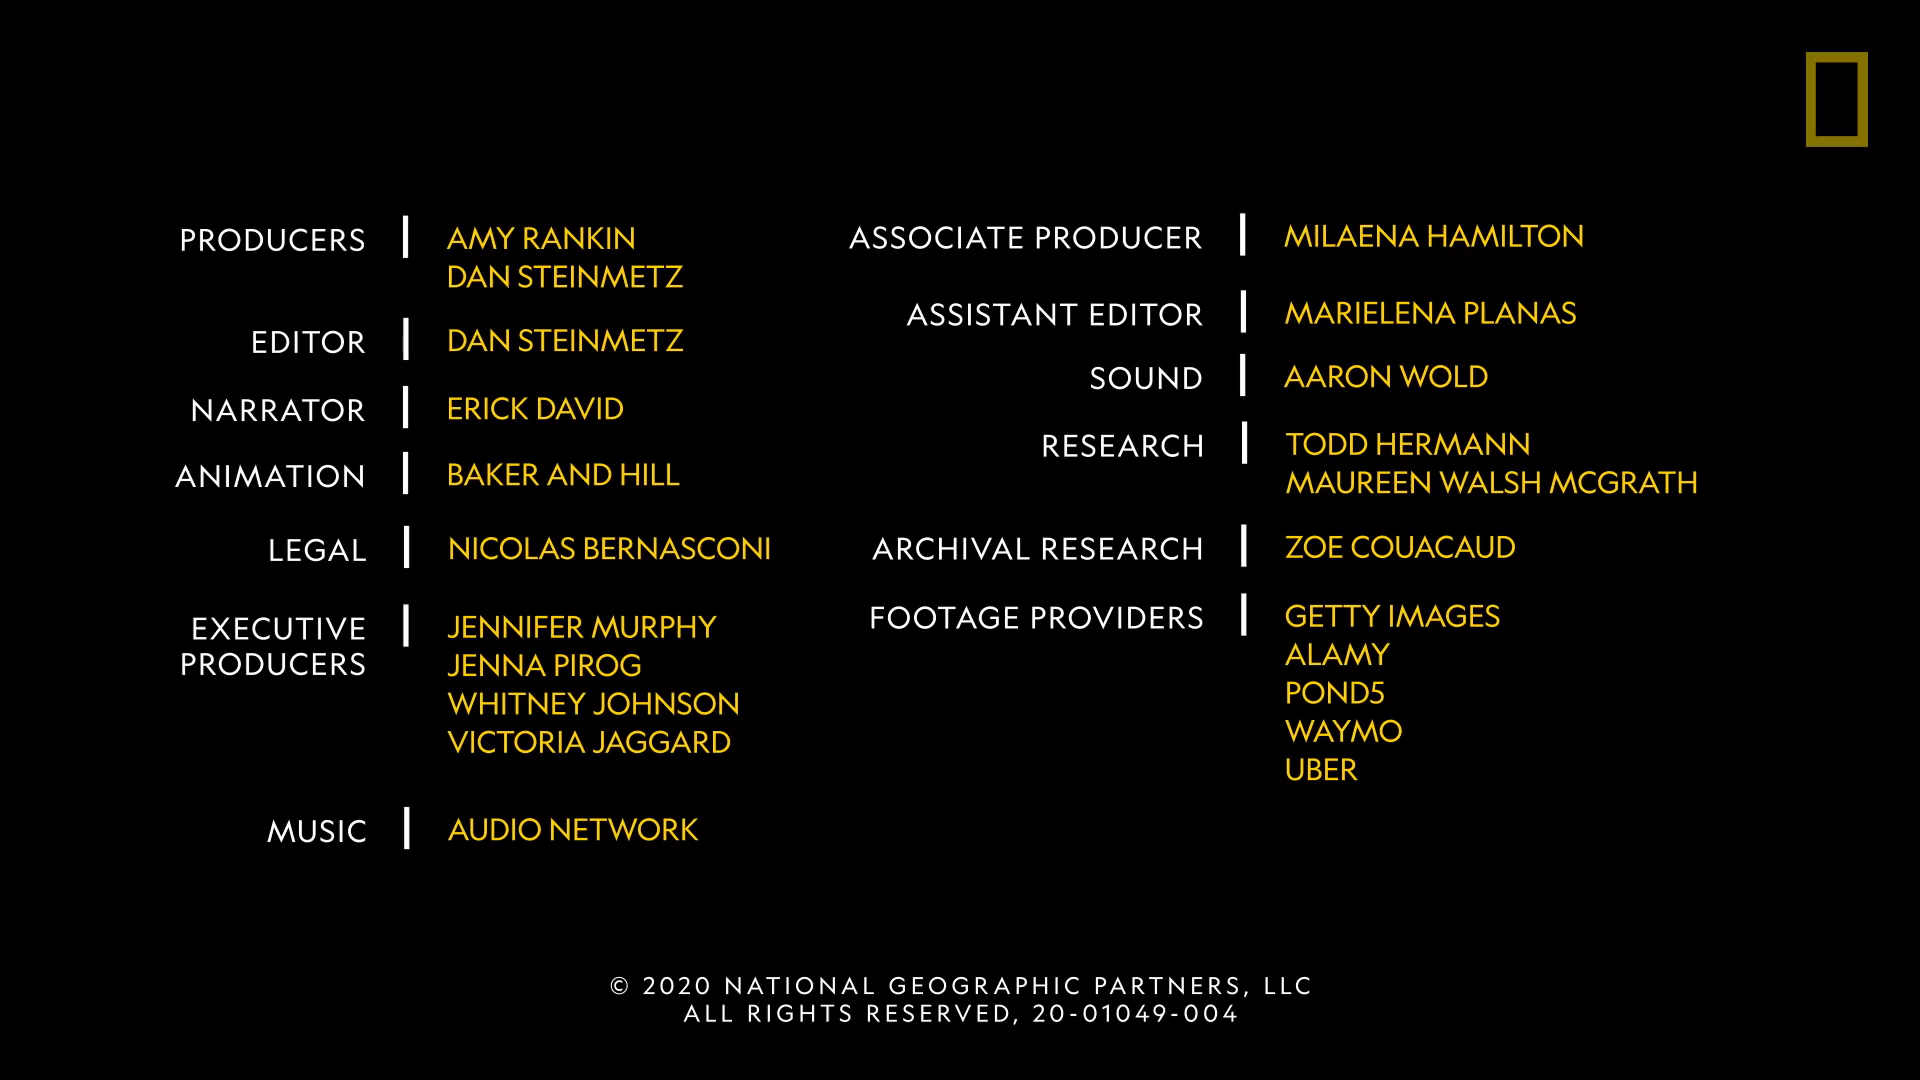 PRODUCERS | AMY RANKIN
DAN STEINMETZ
EDITOR | DAN STEINMETZ
NARRATOR | ERICK DAVID
ANIMATION | BAKER AND HILL
LEGAL | NICOLAS BERNASCONI
EXECUTIVE PRODUCERS | JENNIFER MURPHY
JENNA PIROG
WHITNEY JOHNSON
VICTORIA JAGGARD
MUSIC | AUDIO NETWORK
ASSOCIATE PRODUCER | MILAENA HAMILTON
ASSISTANT EDITOR | MARIELENA PLANAS
SOUND | AARON WOLD
RESEARCH | TODD HERMANN
MAUREEN WALSH MCGRATH
ARCHIVAL RESEARCH | ZOE COUACAUD
FOOTAGE PROVIDERS | GETTY IMAGES
ALAMY
POND5
WAYMO
UBER
© 2020 NATIONAL GEOGRAPHIC PARTNERS, LLC
ALL RIGHTS RESERVED, 20-01049-004